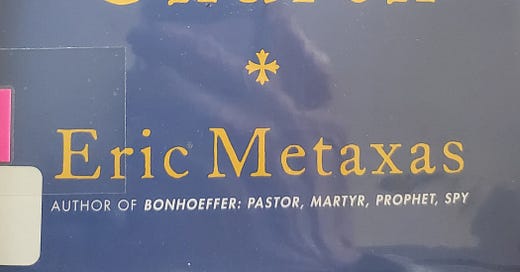 Eric Metaxas
AUTHOR OF BONHOEFFER: PASTOR, MARTYR, PROPHET, SPY